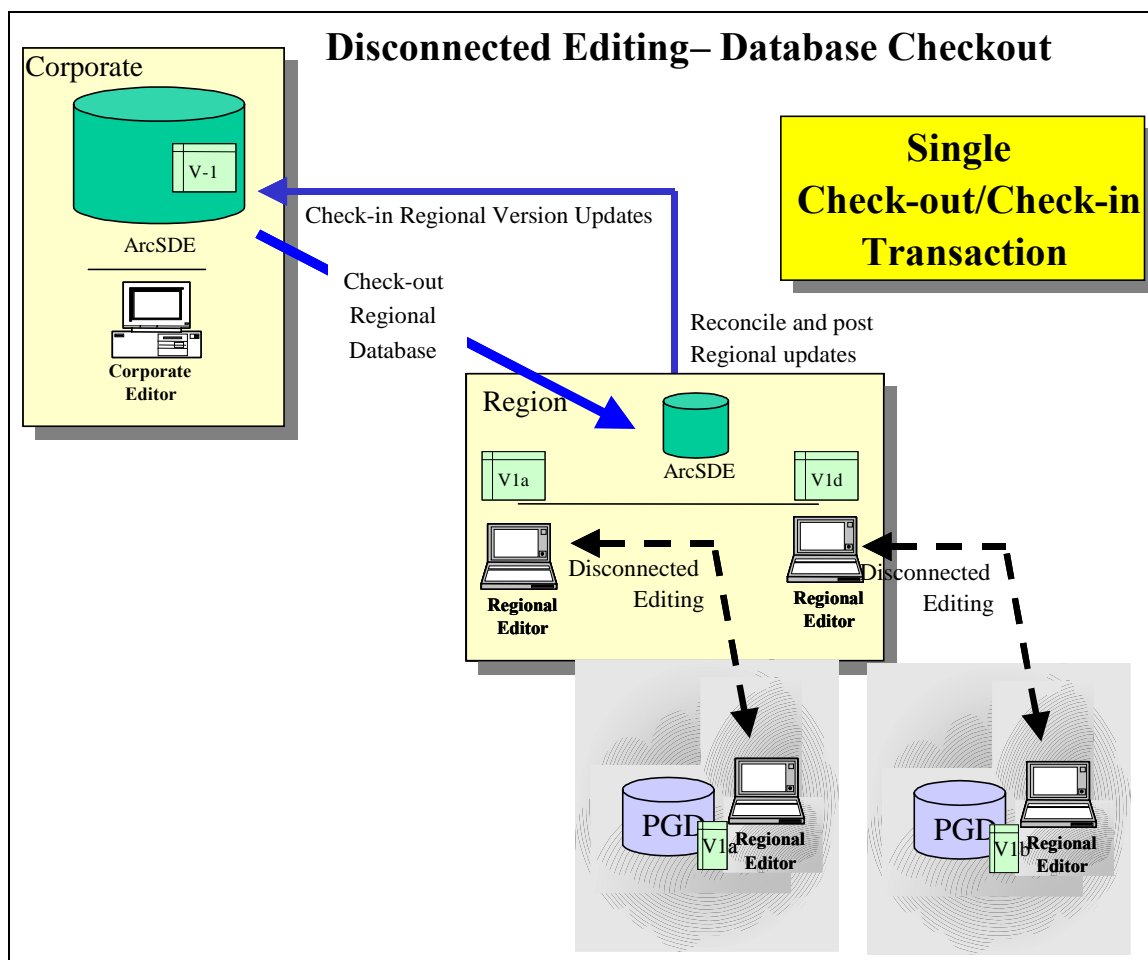 Disconnected Editing– Database Checkout
Corporate
V-1
ArcSDE
Corporate
Editor
Single
Check-out/Check-in
Transaction
Check-in Regional Version Updates
Check-out
Regional
Database
Reconcile and post
Regional updates
Region
ArcSDE
V1a
V1d
Regional
Editor
Disconnected
Editing
Regional
Editor
Disconnected
Editing
PGD
V1a
Regional
Editor
PGD
V1b
Regional
Editor